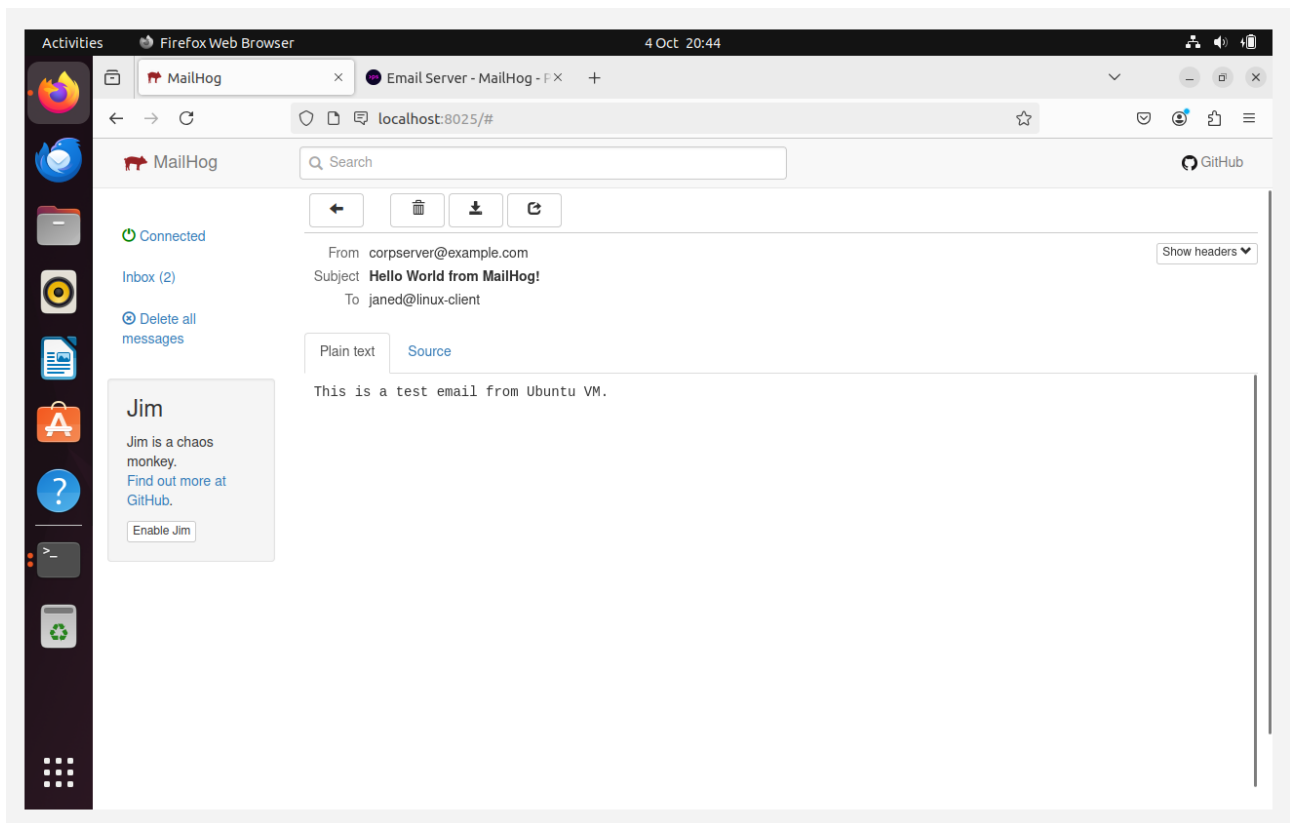 Activities Firefox Web Browser 4 Oct 20:44
MailHog × Email Server - MailHog - P × +
localhost:8025/#
MailHog Search GitHub
Connected
Inbox (2)
Delete all
messages
From corpserver@example.com Show headers
Subject Hello World from MailHog!
To janed@linux-client
Plain text Source
This is a test email from Ubuntu VM.
Jim
Jim is a chaos
monkey.
Find out more at
GitHub.
Enable Jim